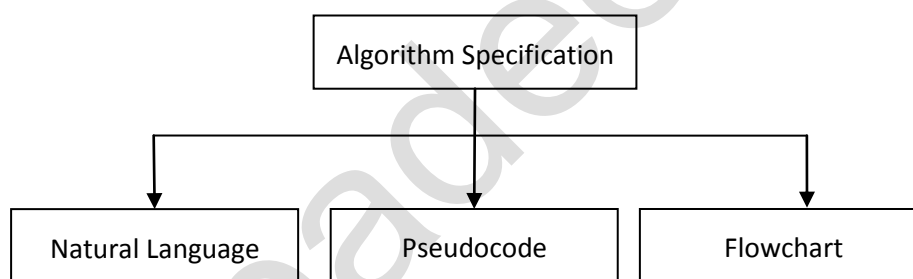 Algorithm Specification
Natural Language
Pseudocode
Flowchart